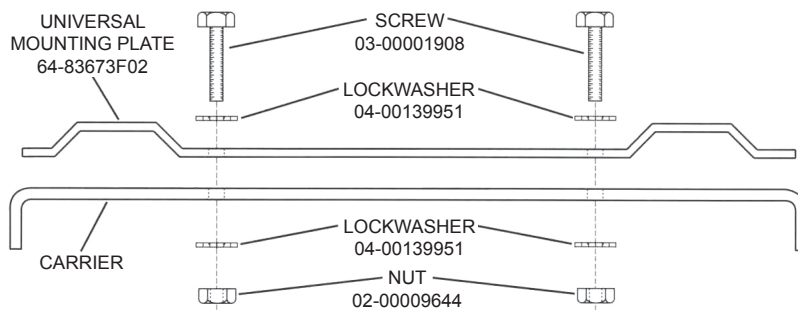 UNIVERSAL
MOUNTING PLATE
64-83673F02
SCREW
03-00001908
LOCKWASHER
04-00139951
CARRIER
LOCKWASHER
04-00139951
NUT
02-00009644